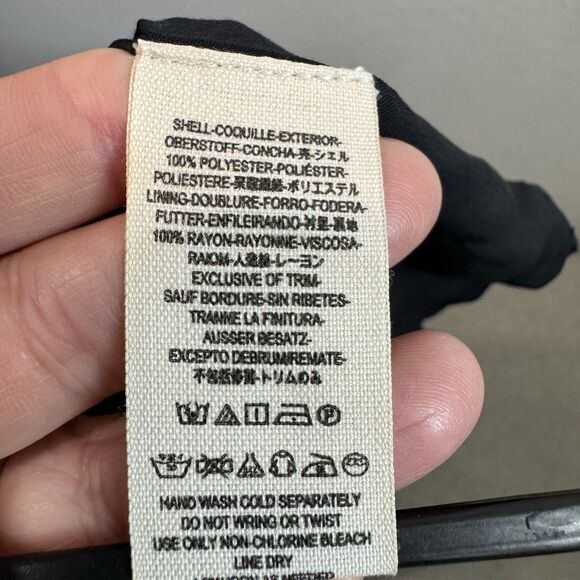 SHELL-COQUILLE-EXTERIOR-
OBERSTOFF-CONCHA-売-シェル
100% POLYESTER-POLIÉSTER-
POLIESTERE-聚酯纖維-ポリエステル
LINING-DOUBLURE-FORRO-FODERA-
FUTTER-ENFILEIRANDO-衬里-裏地
100% RAYON-RAYONNE-VISCOSA-
RAIOM-人造絲-レーヨン
EXCLUSIVE OF TRIM-
SAUF BORDURE-SIN RIBETES-
TRANNE LA FINITURA-
AUSSER BESATZ-
EXCEPTO DEBRUM/REMATE-
不包括修飾-トリムのみ
HAND WASH COLD SEPARATELY
DO NOT WRING OR TWIST
USE ONLY NON-CHLORINE BLEACH
LINE DRY